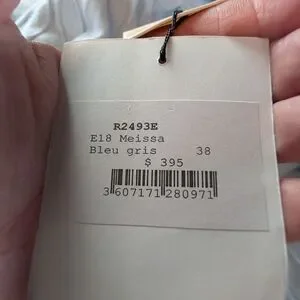 R2493E
E18 Meissa
Bleu gris 38
$ 395
3 607171 280971